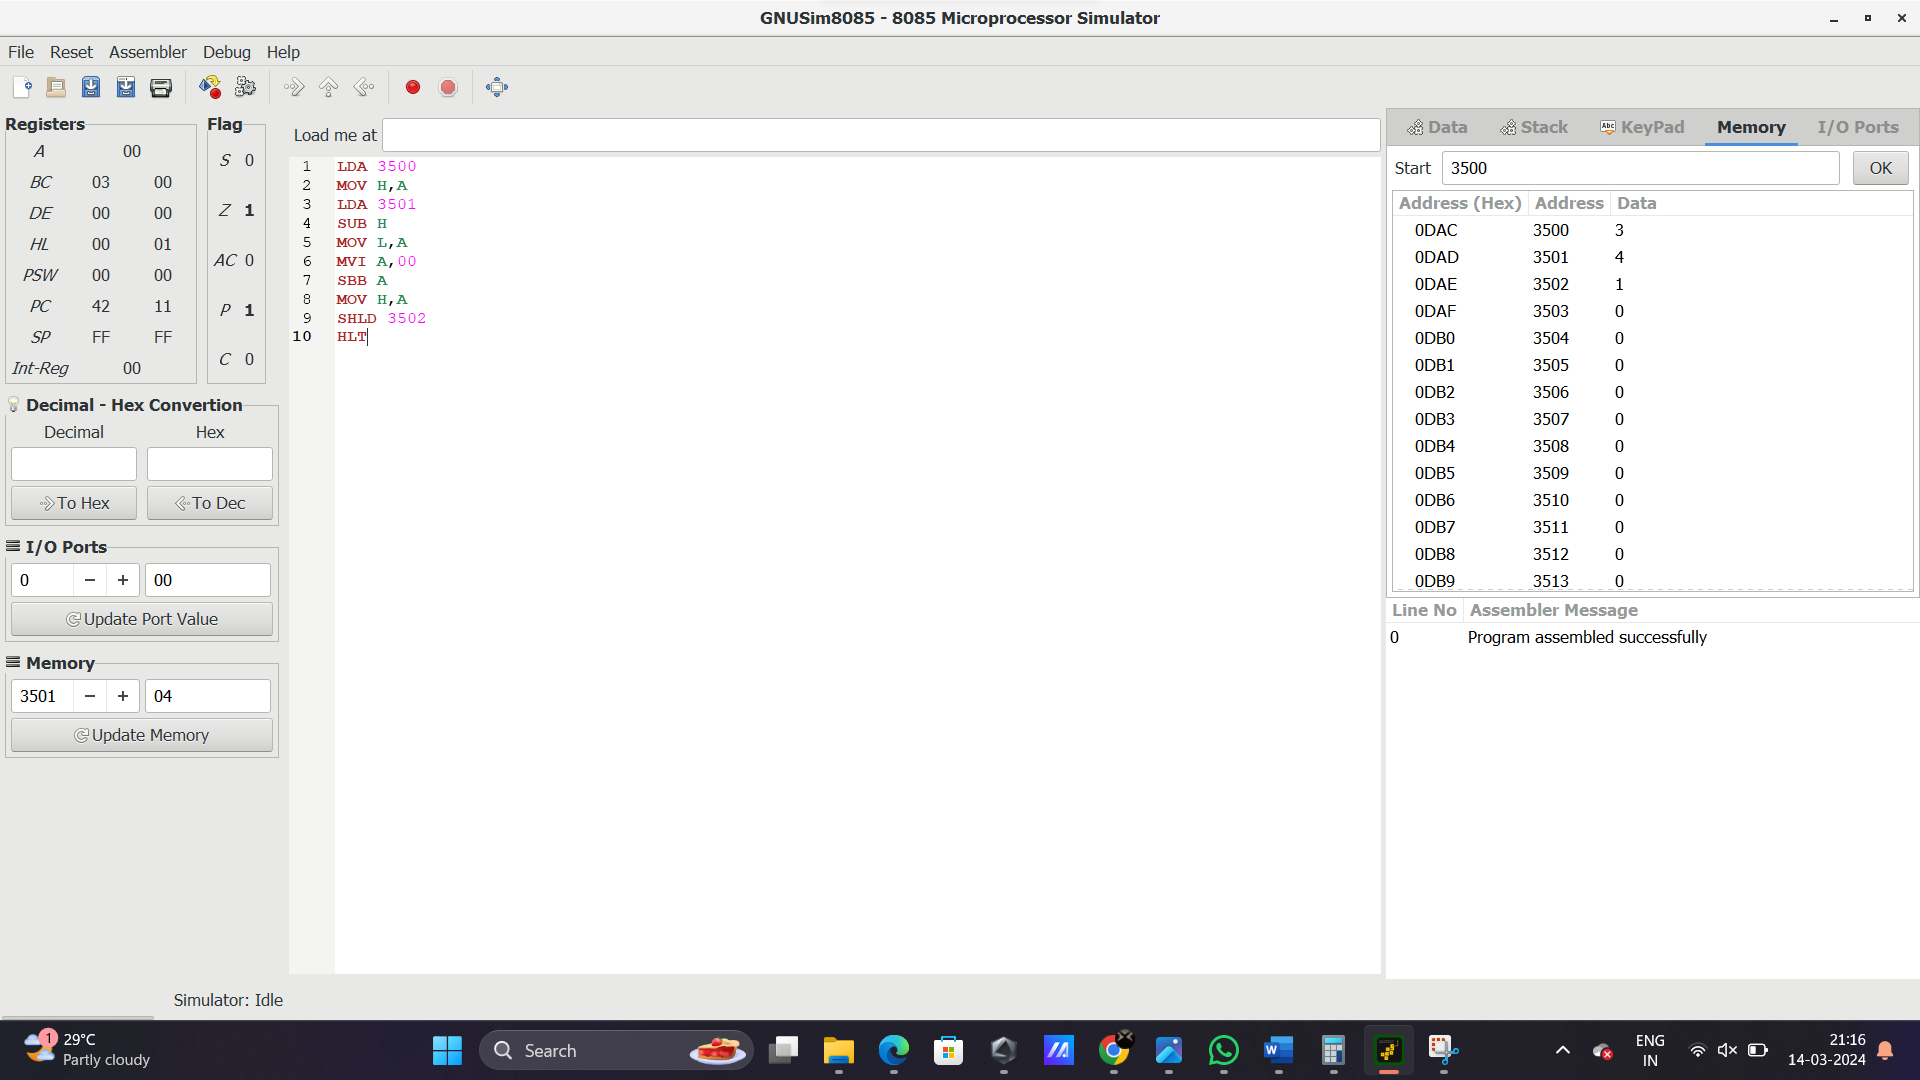 GNUSim8085 - 8085 Microprocessor Simulator
File Reset Assembler Debug Help
Registers
A 00
BC 03 00
DE 00 00
HL 00 01
PSW 00 00
PC 42 11
SP FF FF
Int-Reg 00
Flag
S 0
Z 1
AC 0
P 1
C 0
Decimal - Hex Convertion
Decimal Hex
To Hex To Dec
I/O Ports
0 − + 00
Update Port Value
Memory
3501 − + 04
Update Memory
Load me at
1 LDA 3500
2 MOV H,A
3 LDA 3501
4 SUB H
5 MOV L,A
6 MVI A,00
7 SBB A
8 MOV H,A
9 SHLD 3502
10 HLT
Data Stack Abc KeyPad Memory I/O Ports
Start 3500 OK
Address (Hex) Address Data
0DAC 3500 3
0DAD 3501 4
0DAE 3502 1
0DAF 3503 0
0DB0 3504 0
0DB1 3505 0
0DB2 3506 0
0DB3 3507 0
0DB4 3508 0
0DB5 3509 0
0DB6 3510 0
0DB7 3511 0
0DB8 3512 0
0DB9 3513 0
Line No Assembler Message
0 Program assembled successfully
Simulator: Idle
1 29°C
Partly cloudy
Search
W
ENG
IN
21:16
14-03-2024